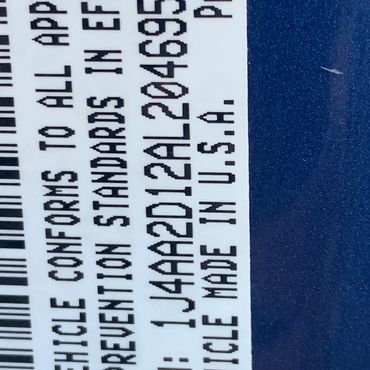 EHICLE CONFORMS TO ALL APP
PREVENTION STANDARDS IN EF
N: 1J4AA2D12AL204695
ICLE MADE IN U.S.A.